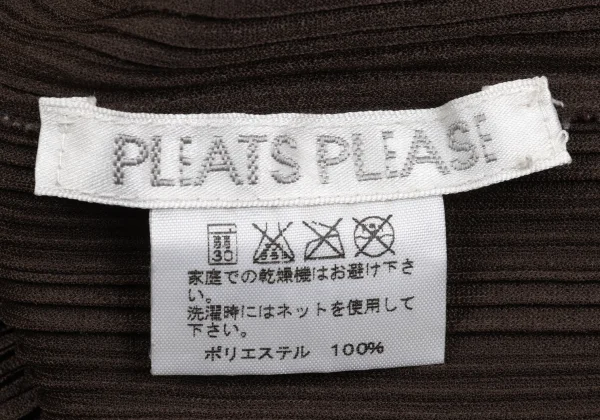 PLEATS PLEASE
弱 30
家庭での乾燥機はお避け下さ
い。
洗濯時にはネットを使用して
下さい。
ポリエステル 100%